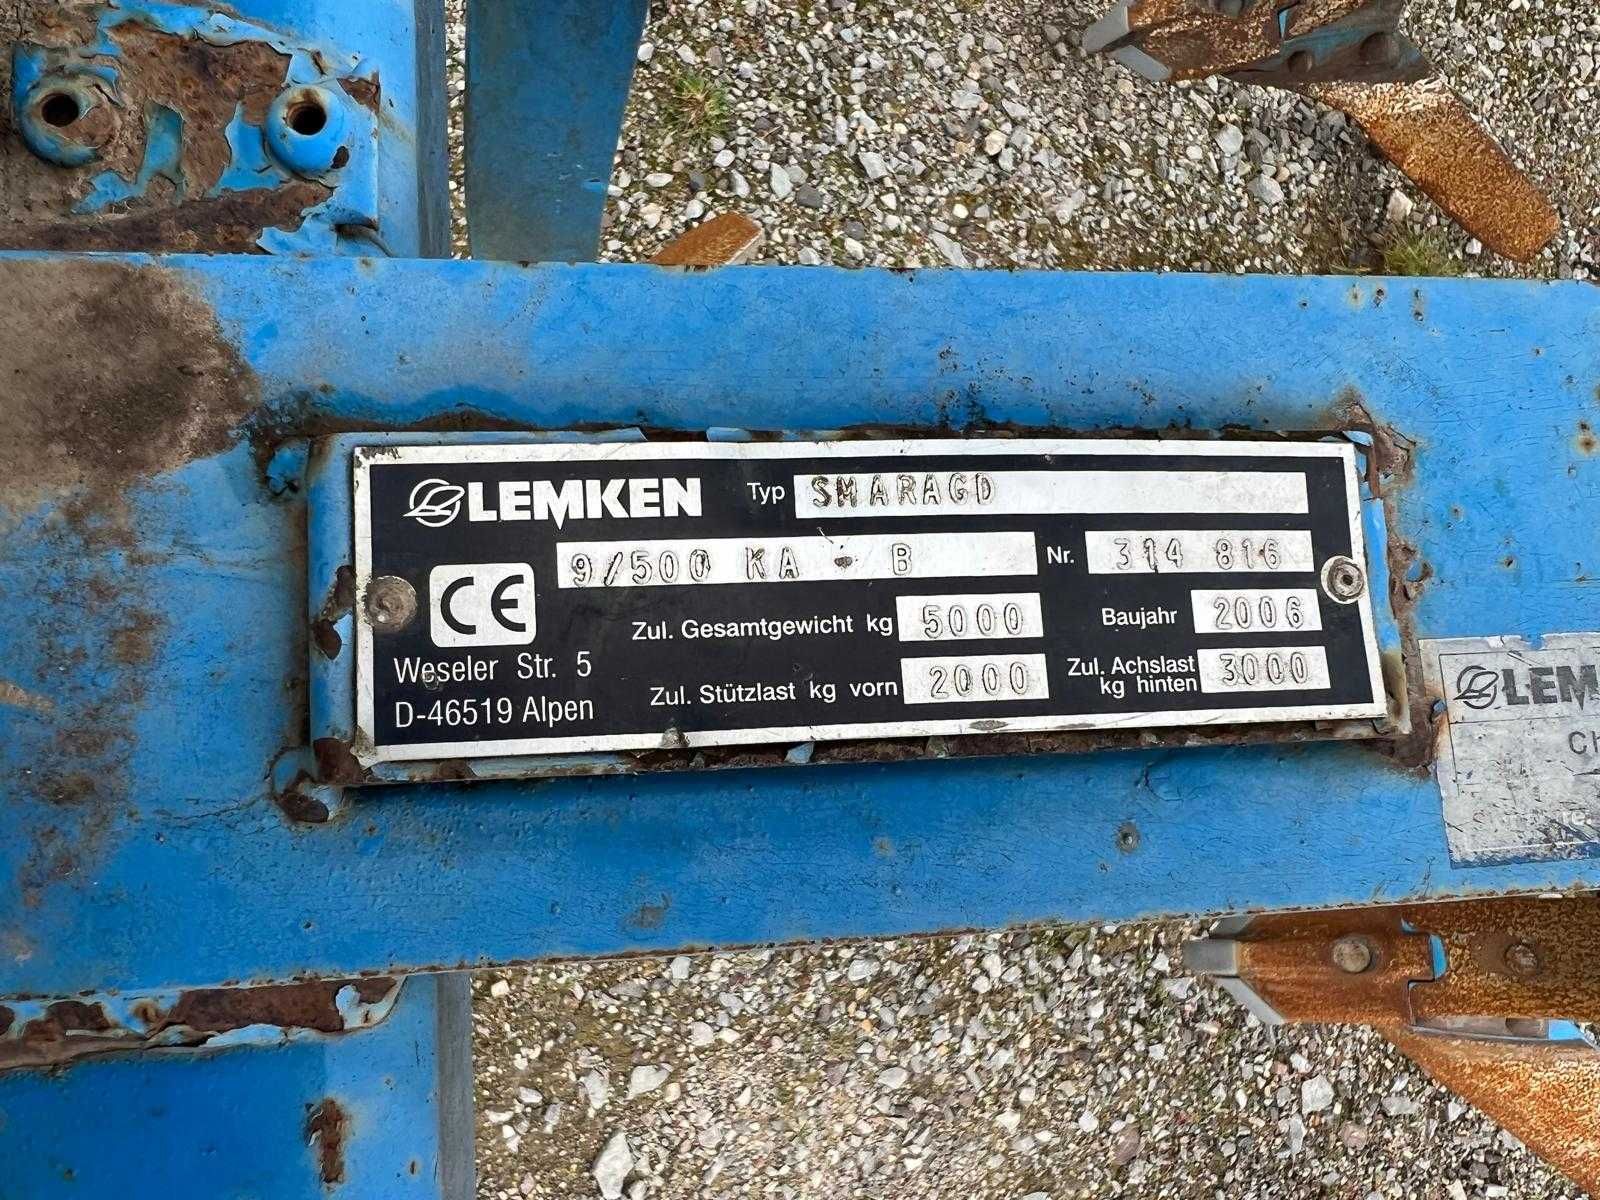 LEMKEN Typ SMARAGD
9/500 KA - B Nr. 314 816
CE
Zul. Gesamtgewicht kg 5000 Baujahr 2006
Weseler Str. 5
Zul. Stützlast kg vorn 2000 Zul. Achslast kg hinten 3000
D-46519 Alpen